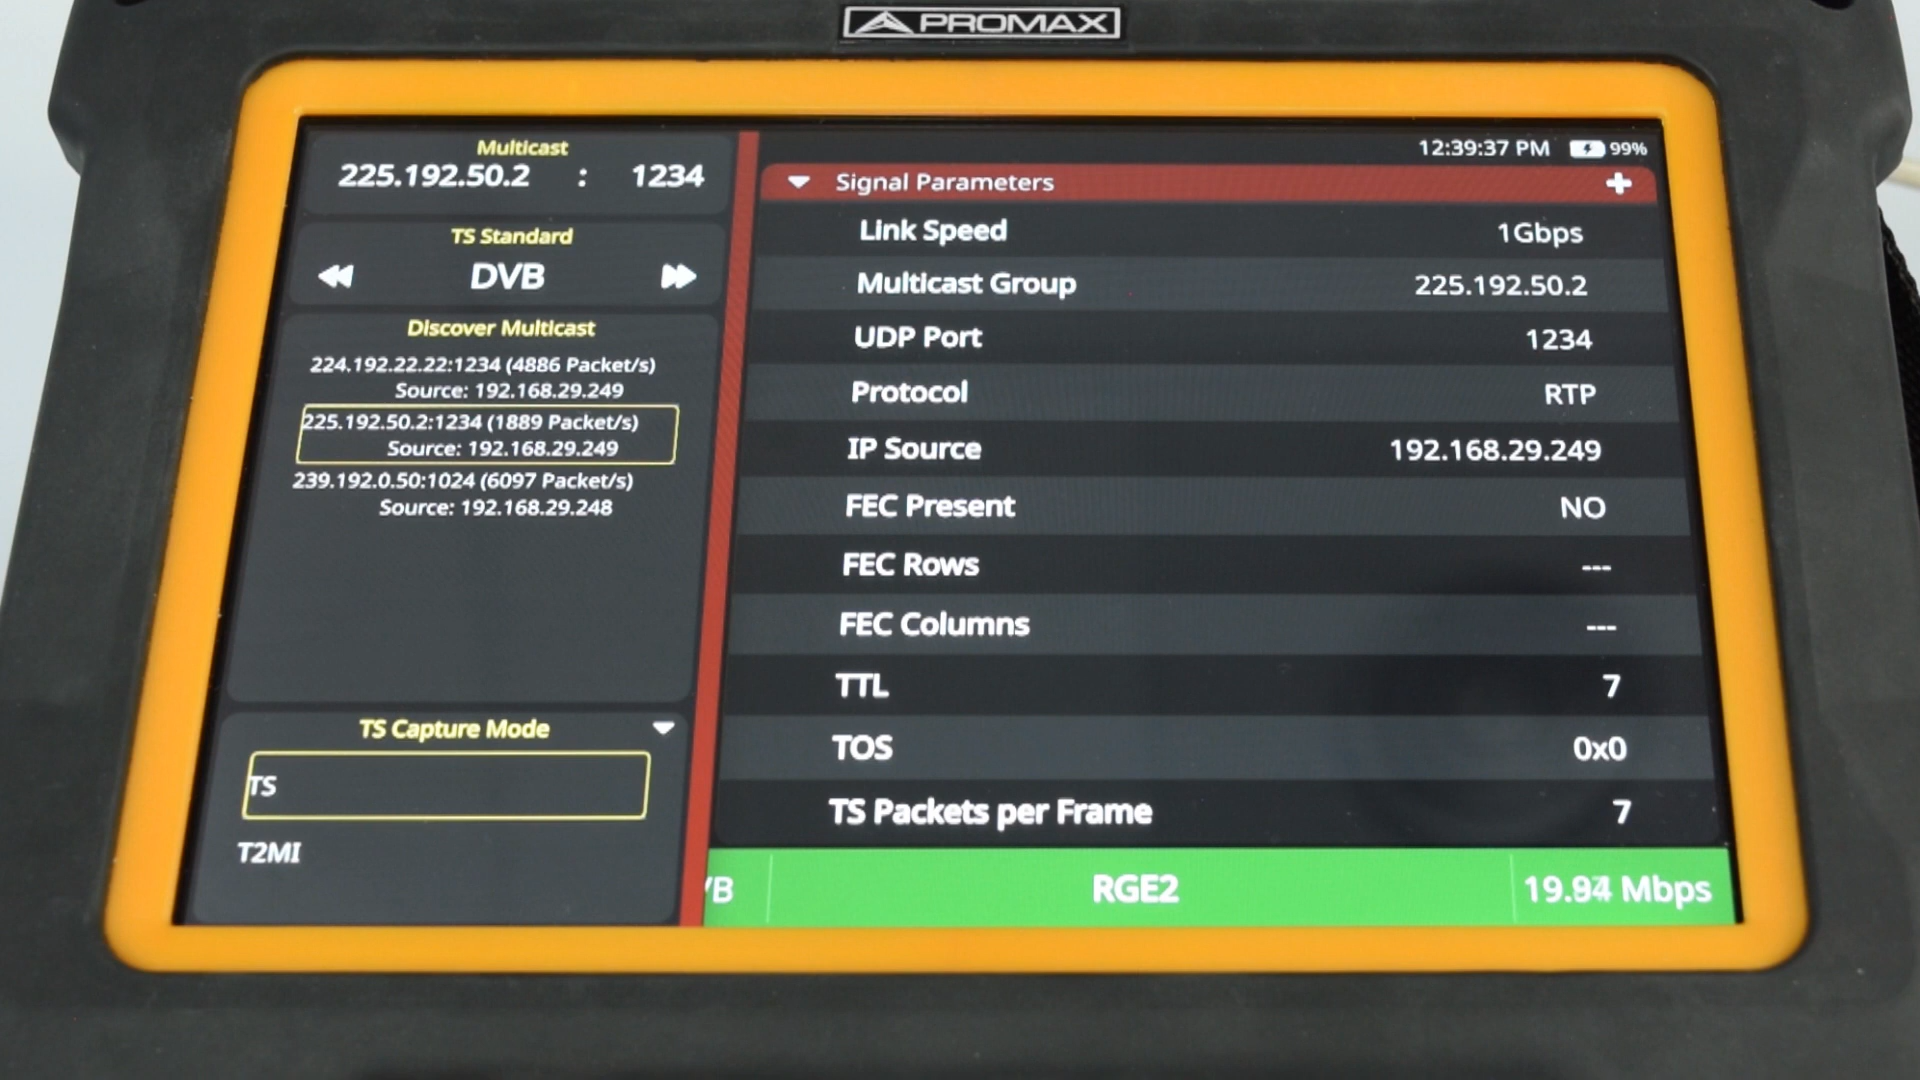 PROMAX
Multicast
225.192.50.2 : 1234
TS Standard
DVB
Discover Multicast
224.192.22.22:1234 (4886 Packet/s)
Source: 192.168.29.249
225.192.50.2:1234 (1889 Packet/s)
Source: 192.168.29.249
239.192.0.50:1024 (6097 Packet/s)
Source: 192.168.29.248
TS Capture Mode
TS
T2MI
12:39:37 PM 99%
Signal Parameters
Link Speed 1Gbps
Multicast Group 225.192.50.2
UDP Port 1234
Protocol RTP
IP Source 192.168.29.249
FEC Present NO
FEC Rows ---
FEC Columns ---
TTL 7
TOS 0x0
TS Packets per Frame 7
RGE2 Mbps